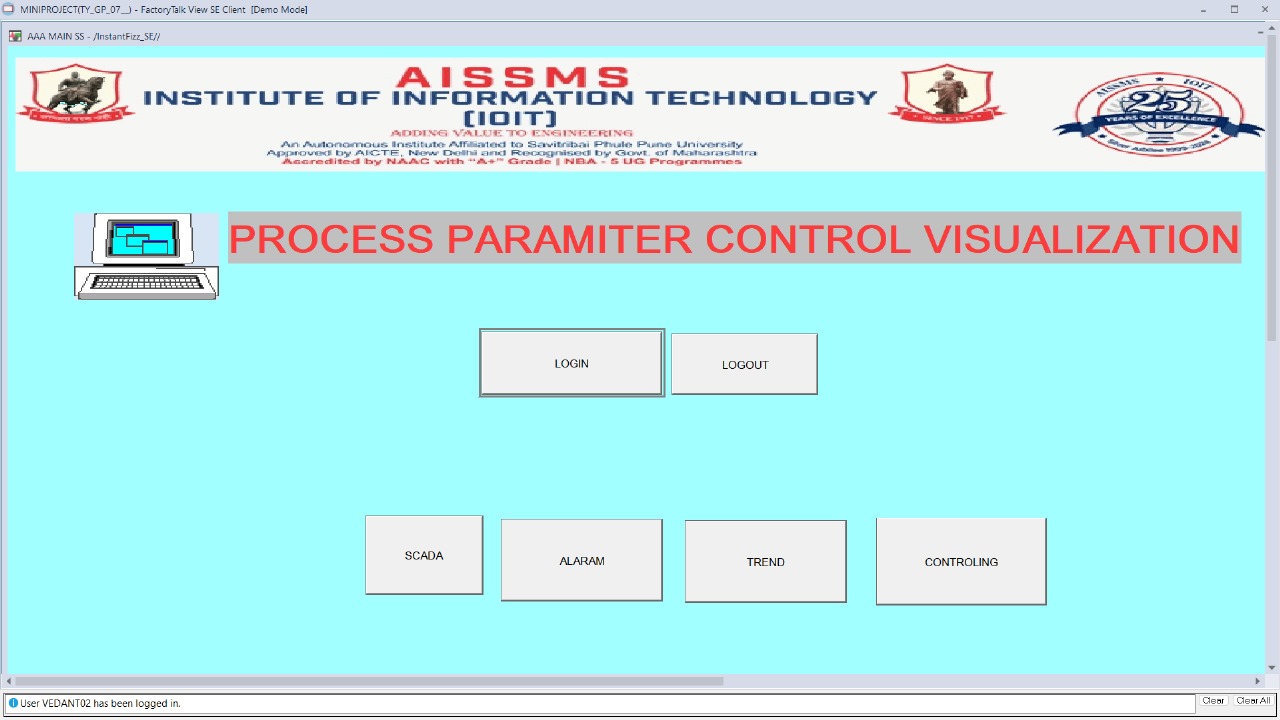 MINIPROJECT(TY_GP_07__) - FactoryTalk View SE Client [Demo Mode]
AAA MAIN SS - /InstantFizz_SE//
AISSMS
INSTITUTE OF INFORMATION TECHNOLOGY
(IOIT)
ADDING VALUE TO ENGINEERING
An Autonomous Institute Affiliated to Savitribai Phule Pune University
Approved by AICTE, New Delhi and Recognised by Govt. of Maharashtra
Accredited by NAAC with "A+" Grade | NBA - 5 UG Programmes
SINCE 1917
AISSMS IOIT
25
YEARS OF EXCELLENCE
PROCESS PARAMITER CONTROL VISUALIZATION
LOGIN
LOGOUT
SCADA
ALARAM
TREND
CONTROLING
User VEDANT02 has been logged in.
Clear
Clear All